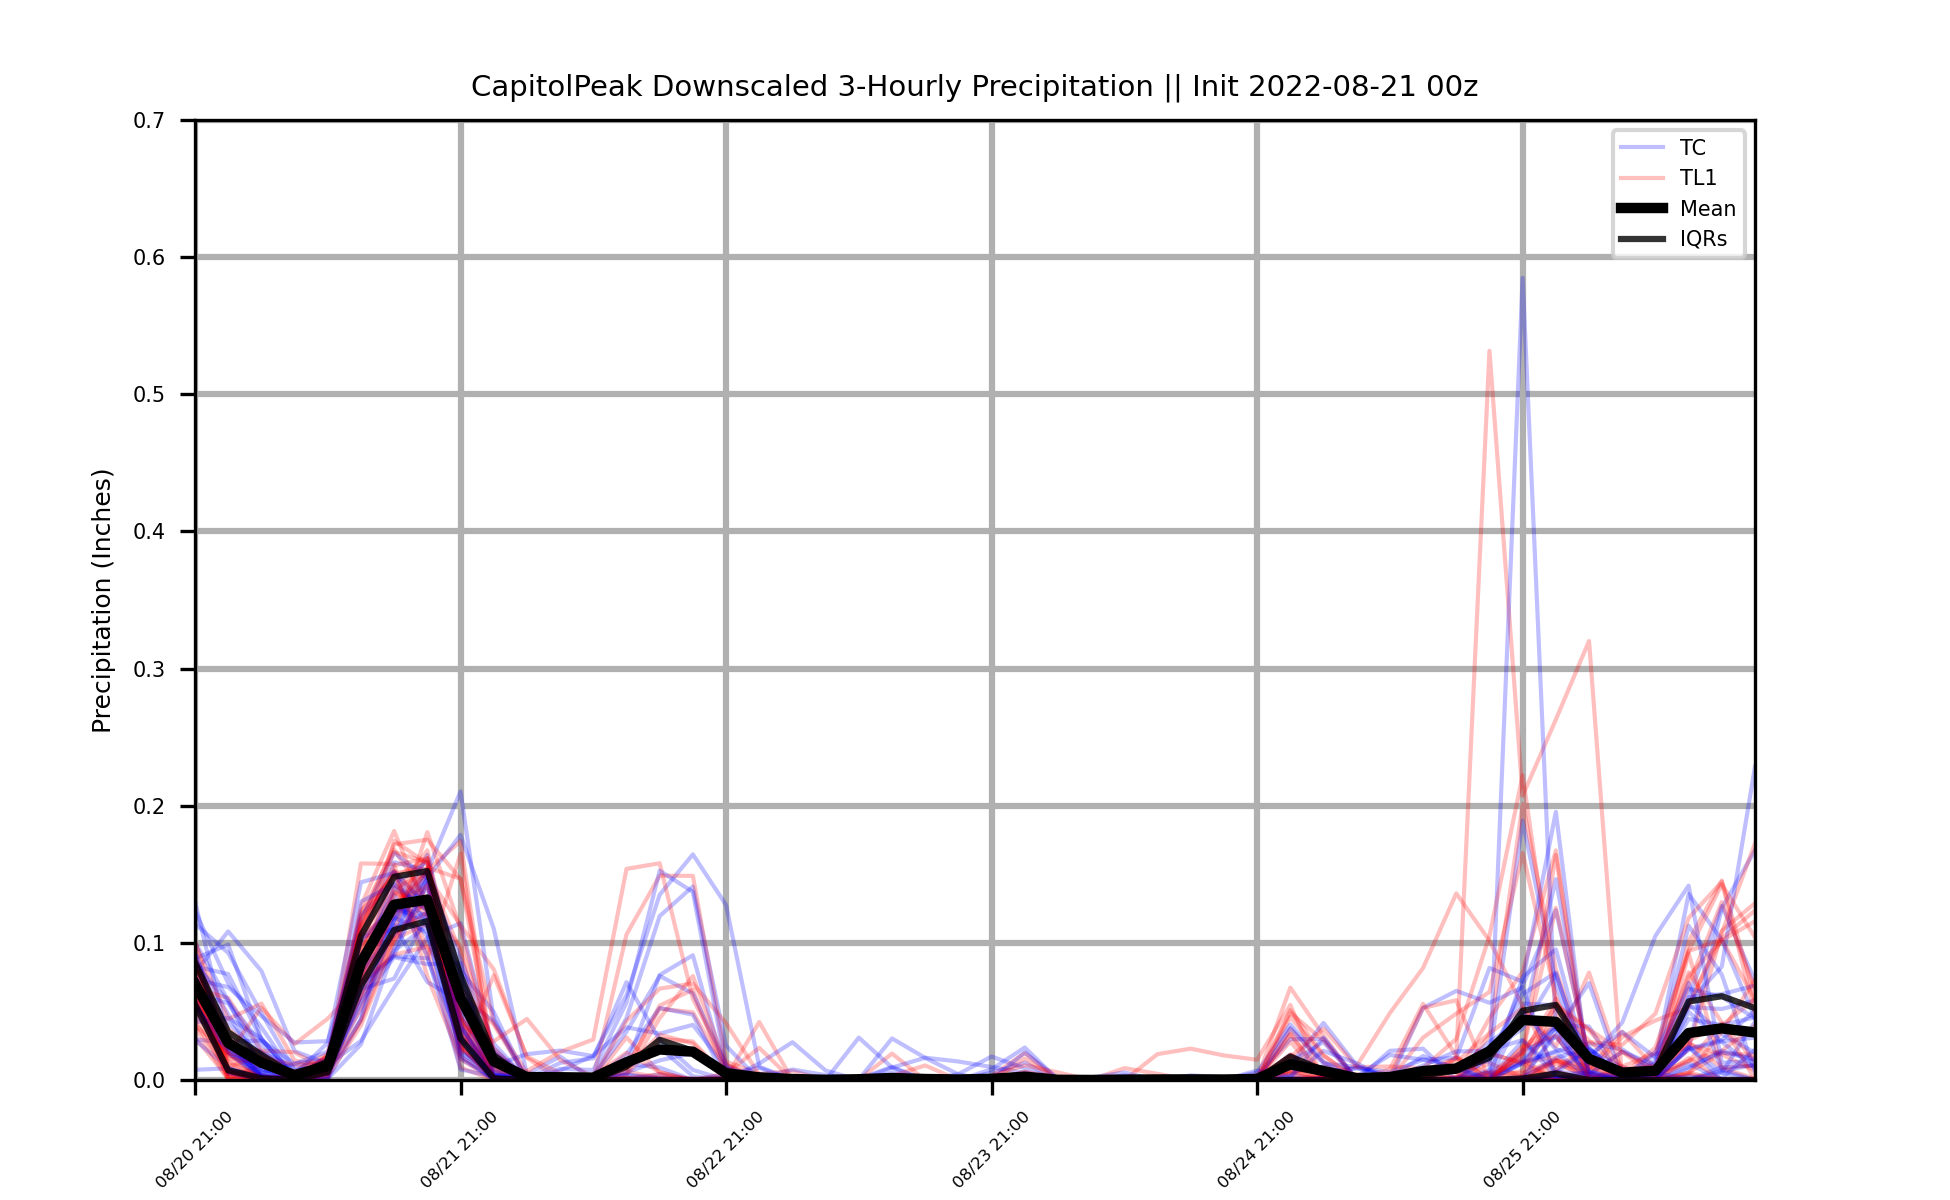 CapitolPeak Downscaled 3-Hourly Precipitation || Init 2022-08-21 00z
TC
TL1
Mean
IQRs
Precipitation (Inches)
0.7
0.6
0.5
0.4
0.3
0.2
0.1
0.0
08/20 21:00
08/21 21:00
08/22 21:00
08/23 21:00
08/24 21:00
08/25 21:00